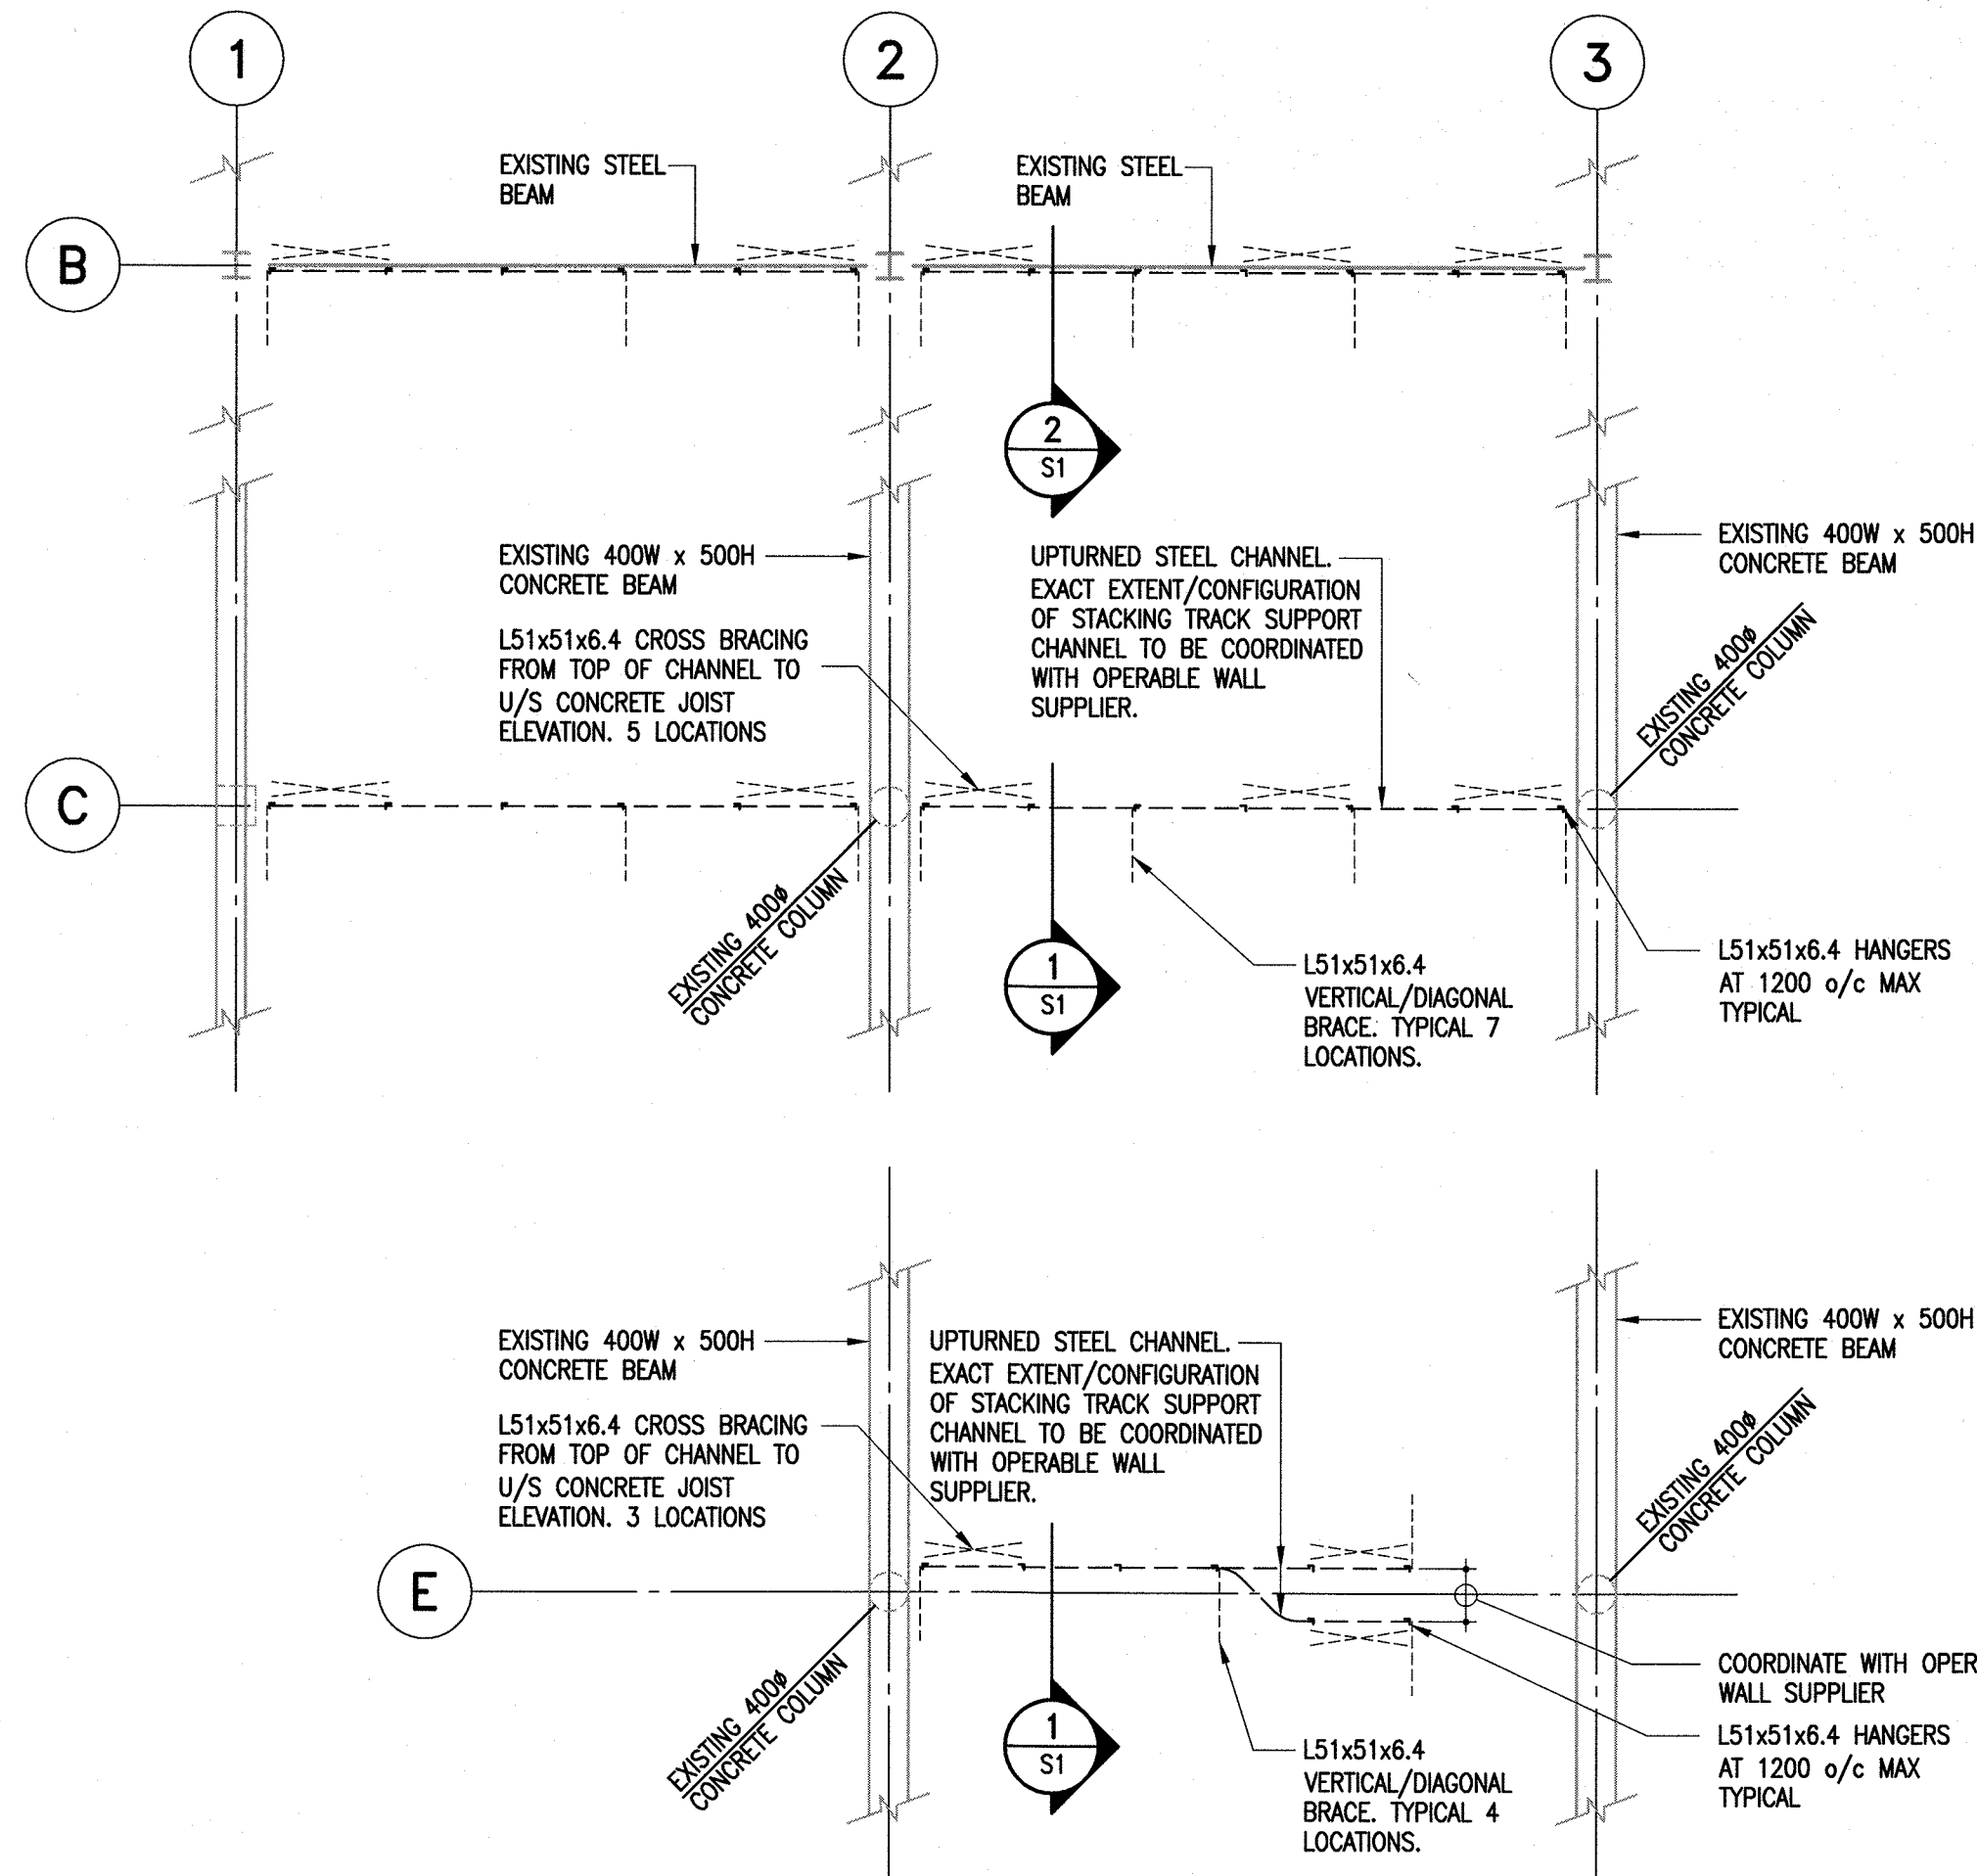 1
2
3
EXISTING STEEL
BEAM
EXISTING STEEL
BEAM
B
2
S1
EXISTING 400W x 500H
CONCRETE BEAM
L51x51x6.4 CROSS BRACING
FROM TOP OF CHANNEL TO
U/S CONCRETE JOIST
ELEVATION. 5 LOCATIONS
UPTURNED STEEL CHANNEL.
EXACT EXTENT/CONFIGURATION
OF STACKING TRACK SUPPORT
CHANNEL TO BE COORDINATED
WITH OPERABLE WALL
SUPPLIER.
EXISTING 400W x 500H
CONCRETE BEAM
EXISTING 400ø
CONCRETE COLUMN
C
EXISTING 400ø
CONCRETE COLUMN
1
S1
L51x51x6.4
VERTICAL/DIAGONAL
BRACE. TYPICAL 7
LOCATIONS.
L51x51x6.4 HANGERS
AT 1200 o/c MAX
TYPICAL
EXISTING 400W x 500H
CONCRETE BEAM
L51x51x6.4 CROSS BRACING
FROM TOP OF CHANNEL TO
U/S CONCRETE JOIST
ELEVATION. 3 LOCATIONS
UPTURNED STEEL CHANNEL.
EXACT EXTENT/CONFIGURATION
OF STACKING TRACK SUPPORT
CHANNEL TO BE COORDINATED
WITH OPERABLE WALL
SUPPLIER.
EXISTING 400W x 500H
CONCRETE BEAM
EXISTING 400ø
CONCRETE COLUMN
E
EXISTING 400ø
CONCRETE COLUMN
1
S1
L51x51x6.4
VERTICAL/DIAGONAL
BRACE. TYPICAL 4
LOCATIONS.
COORDINATE WITH OPER
WALL SUPPLIER
L51x51x6.4 HANGERS
AT 1200 o/c MAX
TYPICAL